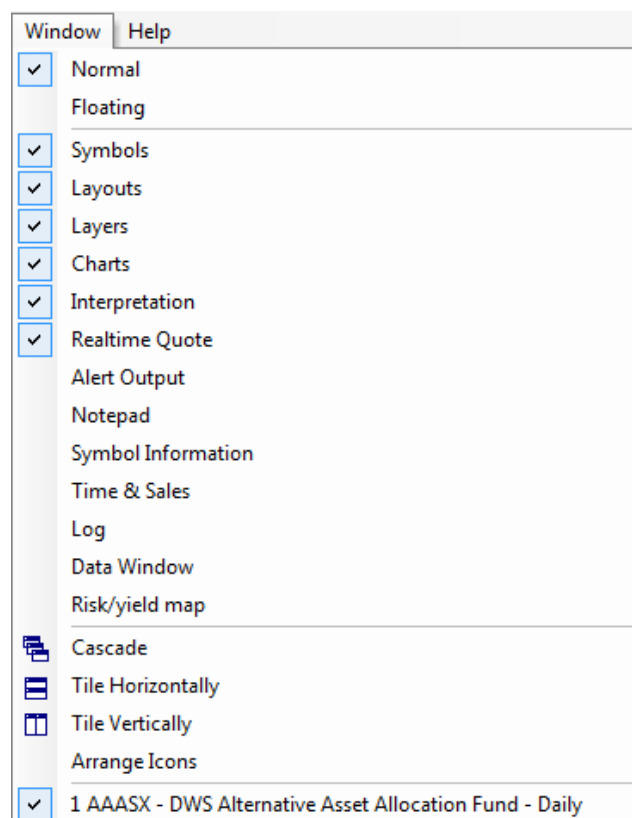 Window Help
Normal
Floating
Symbols
Layouts
Layers
Charts
Interpretation
Realtime Quote
Alert Output
Notepad
Symbol Information
Time & Sales
Log
Data Window
Risk/yield map
Cascade
Tile Horizontally
Tile Vertically
Arrange Icons
1 AAASX - DWS Alternative Asset Allocation Fund - Daily